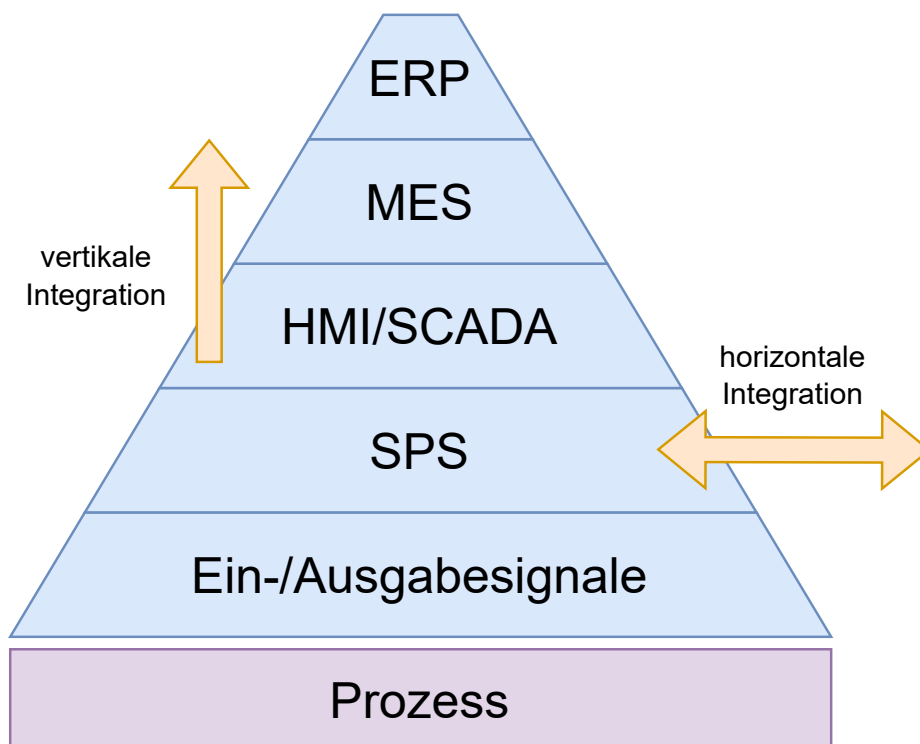 ERP
MES
vertikale
Integration
HMI/SCADA
horizontale
Integration
SPS
Ein-/Ausgabesignale
Prozess